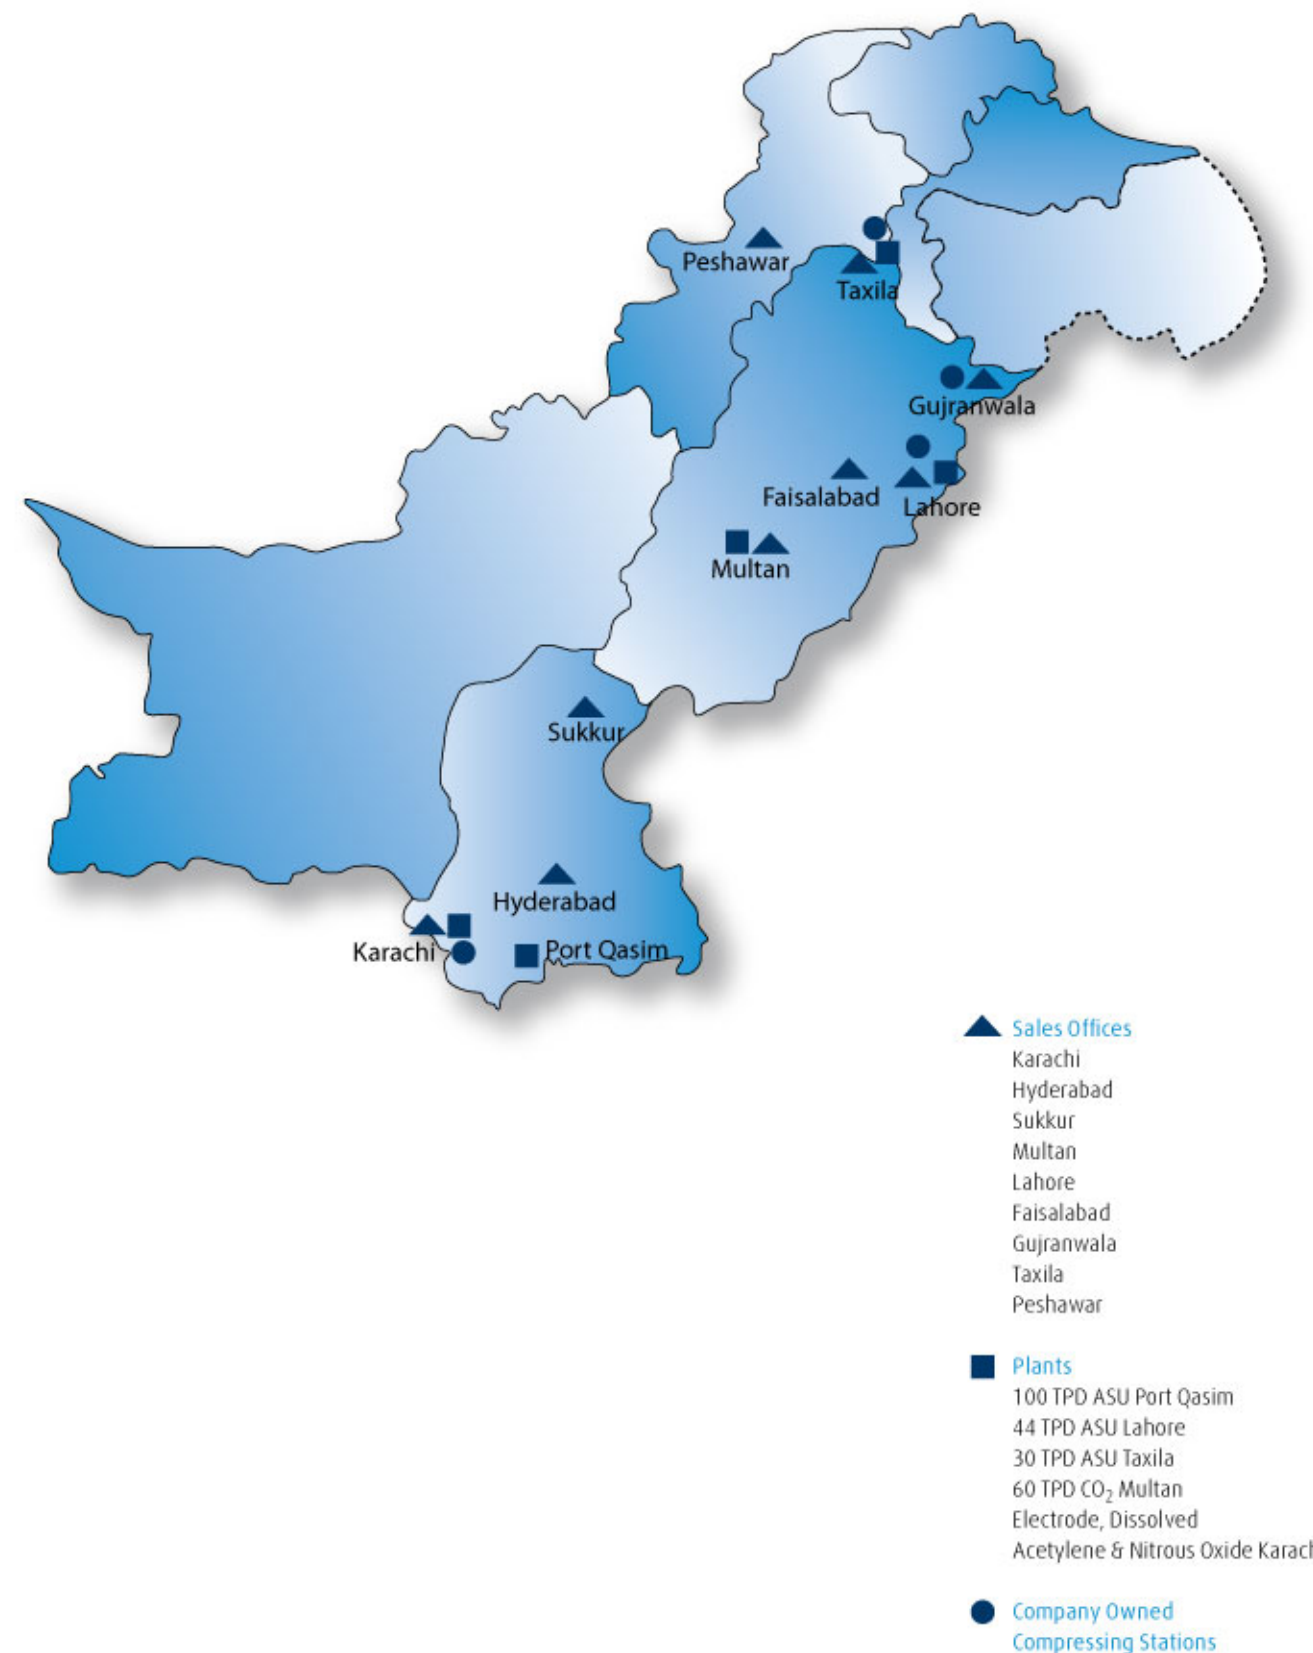 Peshawar
Taxila
Gujranwala
Faisalabad
Lahore
Multan
Sukkur
Hyderabad
Karachi
Port Qasim
Sales Offices
Karachi
Hyderabad
Sukkur
Multan
Lahore
Faisalabad
Gujranwala
Taxila
Peshawar
Plants
100 TPD ASU Port Qasim
44 TPD ASU Lahore
30 TPD ASU Taxila
60 TPD CO₂ Multan
Electrode, Dissolved
Acetylene & Nitrous Oxide Karach
Company Owned
Compressing Stations